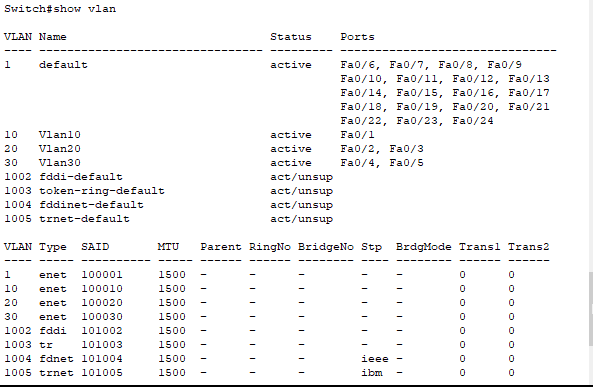 Switch#show vlan
VLAN Name                             Status    Ports
---- -------------------------------- --------- -------------------------------
1    default                          active    Fa0/6, Fa0/7, Fa0/8, Fa0/9
                                                Fa0/10, Fa0/11, Fa0/12, Fa0/13
                                                Fa0/14, Fa0/15, Fa0/16, Fa0/17
                                                Fa0/18, Fa0/19, Fa0/20, Fa0/21
                                                Fa0/22, Fa0/23, Fa0/24
10   Vlan10                           active    Fa0/1
20   Vlan20                           active    Fa0/2, Fa0/3
30   Vlan30                           active    Fa0/4, Fa0/5
1002 fddi-default                     act/unsup
1003 token-ring-default               act/unsup
1004 fddinet-default                  act/unsup
1005 trnet-default                    act/unsup
VLAN Type  SAID       MTU   Parent RingNo BridgeNo Stp  BrdgMode Trans1 Trans2
---- ----- ---------- ----- ------ ------ -------- ---- -------- ------ ------
1    enet  100001     1500  -      -      -        -    -        0      0
10   enet  100010     1500  -      -      -        -    -        0      0
20   enet  100020     1500  -      -      -        -    -        0      0
30   enet  100030     1500  -      -      -        -    -        0      0
1002 fddi  101002     1500  -      -      -        -    -        0      0
1003 tr    101003     1500  -      -      -        -    -        0      0
1004 fdnet 101004     1500  -      -      -        ieee -        0      0
1005 trnet 101005     1500  -      -      -        ibm  -        0      0